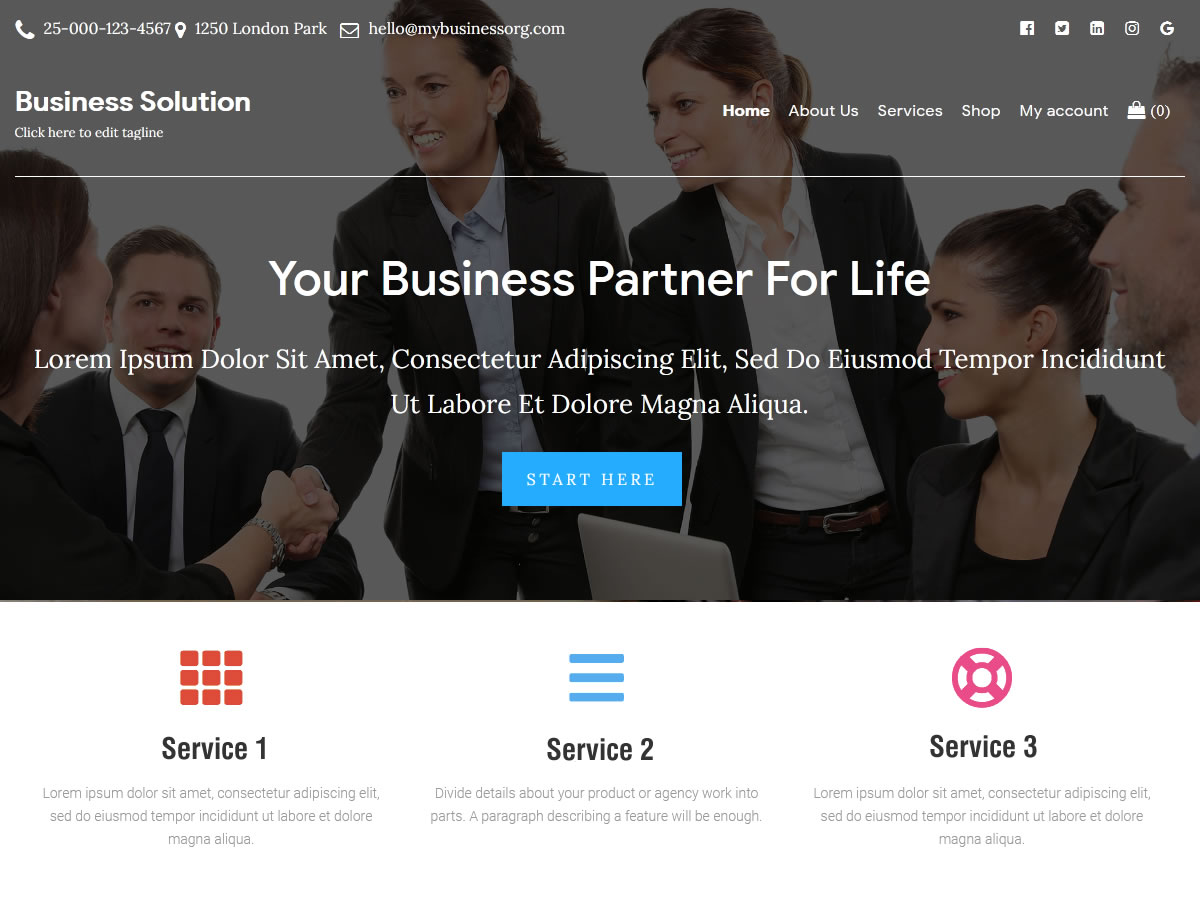 25-000-123-4567 1250 London Park hello@mybusinessorg.com
Business Solution
Click here to edit tagline
Home About Us Services Shop My account (0)
Your Business Partner For Life
Lorem Ipsum Dolor Sit Amet, Consectetur Adipiscing Elit, Sed Do Eiusmod Tempor Incididunt
Ut Labore Et Dolore Magna Aliqua.
START HERE
Service 1
Lorem ipsum dolor sit amet, consectetur adipiscing elit,
sed do eiusmod tempor incididunt ut labore et dolore
magna aliqua.
Service 2
Divide details about your product or agency work into
parts. A paragraph describing a feature will be enough.
Service 3
Lorem ipsum dolor sit amet, consectetur adipiscing elit,
sed do eiusmod tempor incididunt ut labore et dolore
magna aliqua.